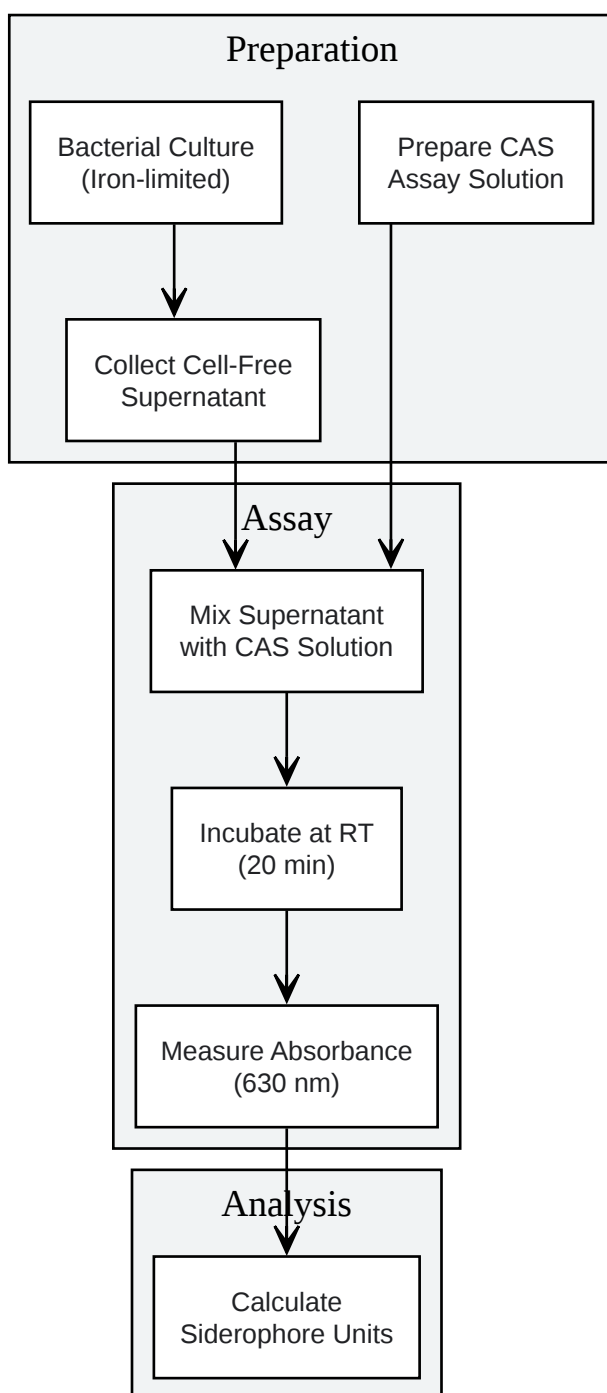 Preparation
Bacterial Culture
(Iron-limited)
Prepare CAS
Assay Solution
Collect Cell-Free
Supernatant
Assay
Mix Supernatant
with CAS Solution
Incubate at RT
(20 min)
Measure Absorbance
(630 nm)
Analysis
Calculate
Siderophore Units